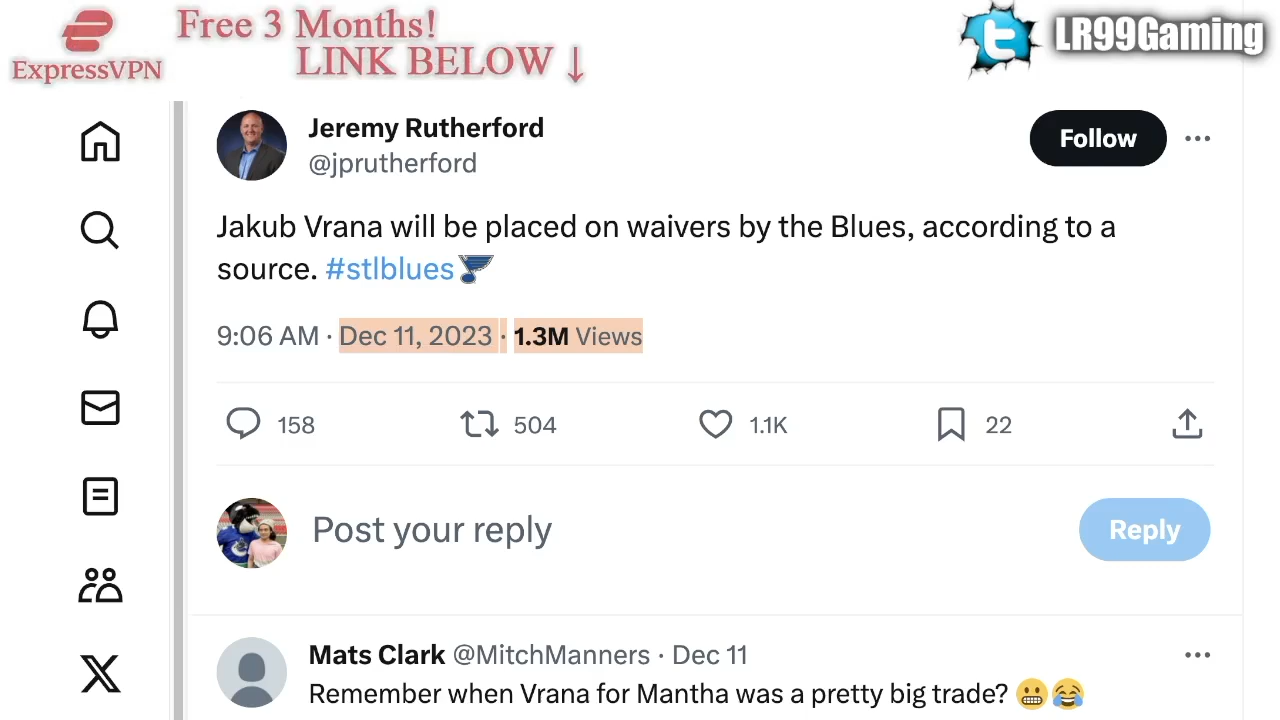 Free 3 Months!
LINK BELOW ↓
ExpressVPN
LR99Gaming
Jeremy Rutherford
@jprutherford
Follow
Jakub Vrana will be placed on waivers by the Blues, according to a
source. #stlblues
9:06 AM · Dec 11, 2023 · 1.3M Views
158 504 1.1K 22
Post your reply
Reply
Mats Clark @MitchManners · Dec 11
Remember when Vrana for Mantha was a pretty big trade? 😬😂